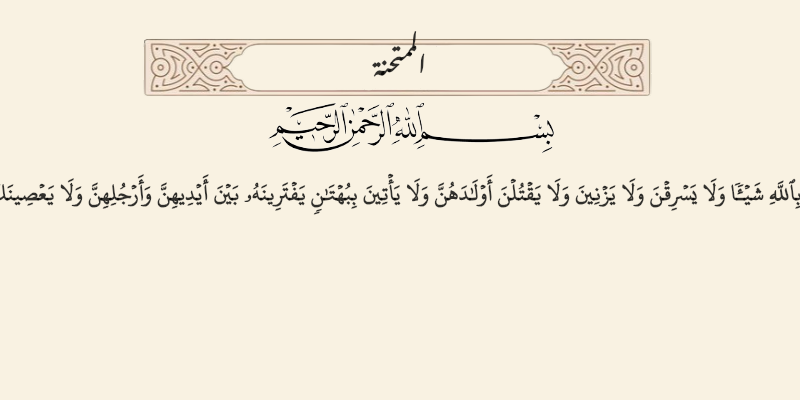 الممتحنة
بِسْمِ ٱللَّهِ ٱلرَّحْمَٰنِ ٱلرَّحِيمِ
بِٱللَّهِ شَيْـًٔا وَلَا يَسْرِقْنَ وَلَا يَزْنِينَ وَلَا يَقْتُلْنَ أَوْلَٰدَهُنَّ وَلَا يَأْتِينَ بِبُهْتَٰنٍ يَفْتَرِينَهُۥ بَيْنَ أَيْدِيهِنَّ وَأَرْجُلِهِنَّ وَلَا يَعْصِينَكَ